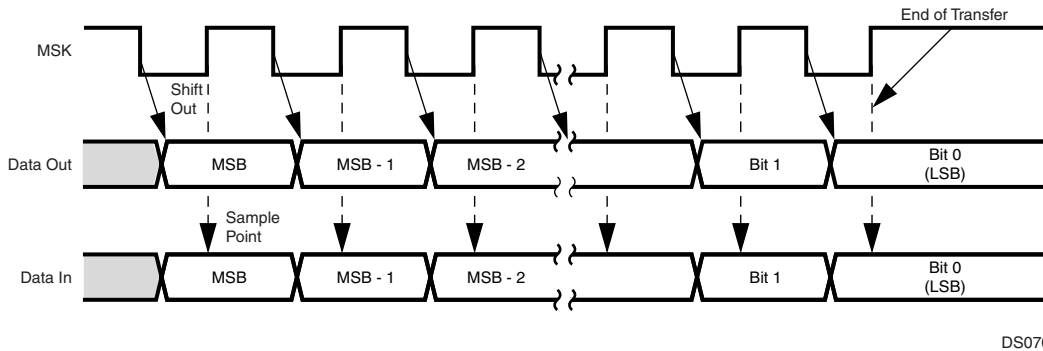 End of Transfer
MSK
Shift
Out
Data Out
MSB
MSB - 1
MSB - 2
Bit 1
Bit 0
(LSB)
Sample
Point
Data In
MSB
MSB - 1
MSB - 2
Bit 1
Bit 0
(LSB)